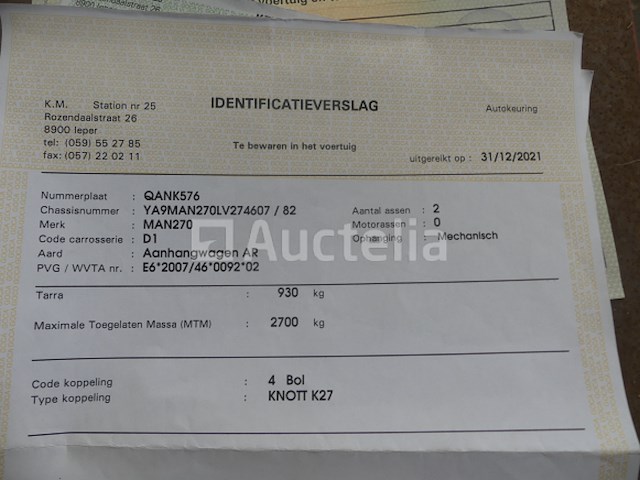 K.M. Station nr 25
Rozendaalstraat 26
8900 Ieper
tel: (059) 55 27 85
fax: (057) 22 02 11
IDENTIFICATIEVERSLAG
Te bewaren in het voertuig
Autokeuring
uitgereikt op : 31/12/2021
Nummerplaat : QANK576
Chassisnummer : YA9MAN270LV274607 / 82
Merk : MAN270
Code carrosserie : D1
Aard : Aanhangwagen AR
PVG / WVTA nr. : E6*2007/46*0092*02
Aantal assen : 2
Motorassen : 0
Ophanging : Mechanisch
Auctelia
Tarra : 930 kg
Maximale Toegelaten Massa (MTM) : 2700 kg
Code koppeling : 4 Bol
Type koppeling : KNOTT K27